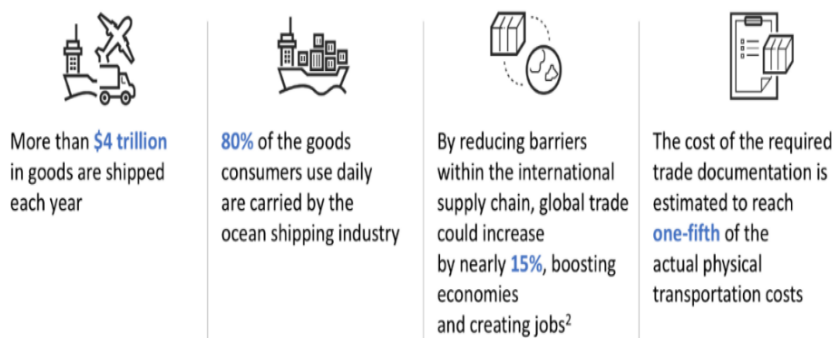 More than $4 trillion
in goods are shipped
each year
80% of the goods
consumers use daily
are carried by the
ocean shipping industry
By reducing barriers
within the international
supply chain, global trade
could increase
by nearly 15%, boosting
economies
and creating jobs²
The cost of the required
trade documentation is
estimated to reach
one-fifth of the
actual physical
transportation costs